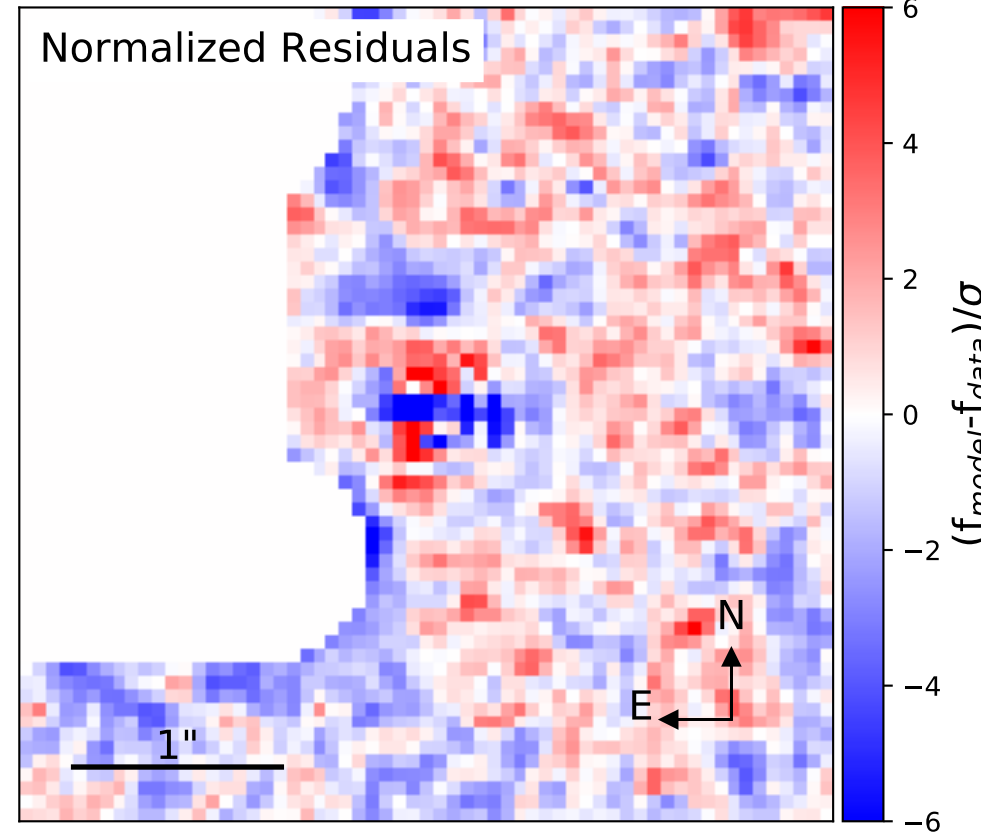 Normalized Residuals
6
4
2
0
−2
−4
−6
(f_model-f_data)/σ
N
E
1"